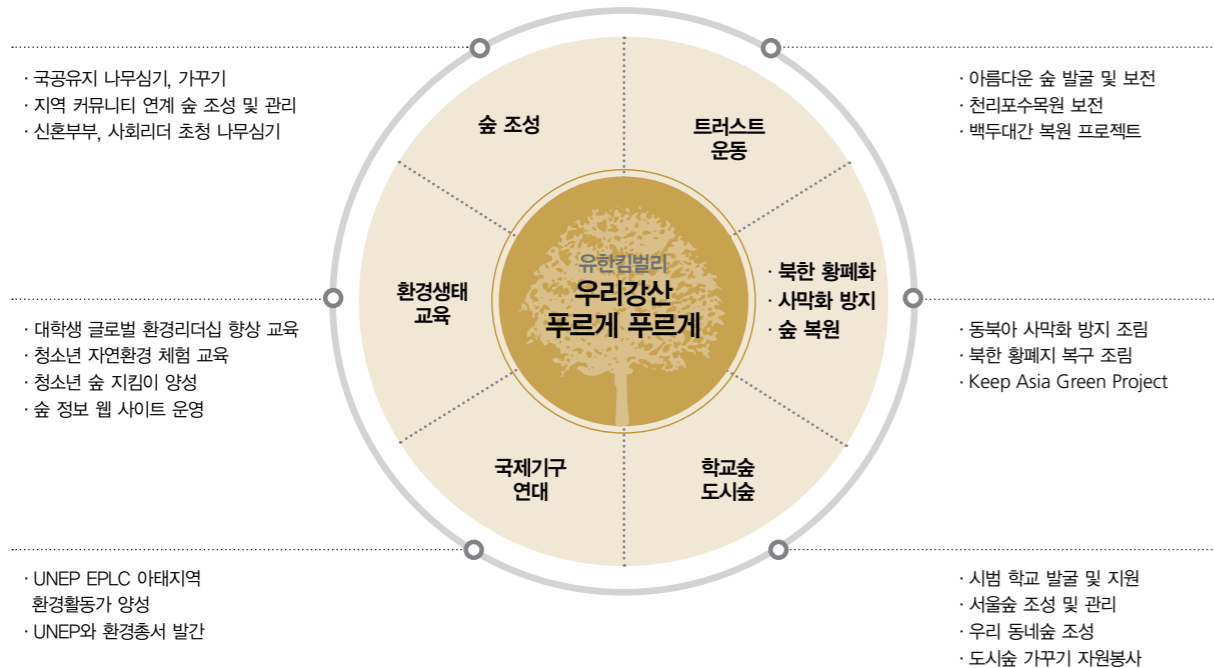 · 국공유지 나무심기, 가꾸기
· 지역 커뮤니티 연계 숲 조성 및 관리
· 신혼부부, 사회리더 초청 나무심기
숲 조성
트러스트
운동
· 아름다운 숲 발굴 및 보전
· 천리포수목원 보전
· 백두대간 복원 프로젝트
환경생태
교육
유한킴벌리
우리강산
푸르게 푸르게
· 북한 황폐화
· 사막화 방지
· 숲 복원
· 대학생 글로벌 환경리더십 향상 교육
· 청소년 자연환경 체험 교육
· 청소년 숲 지킴이 양성
· 숲 정보 웹 사이트 운영
· 동북아 사막화 방지 조림
· 북한 황폐지 복구 조림
· Keep Asia Green Project
국제기구
연대
학교숲
도시숲
· UNEP EPLC 아태지역
환경활동가 양성
· UNEP와 환경총서 발간
· 시범 학교 발굴 및 지원
· 서울숲 조성 및 관리
· 우리 동네숲 조성
· 도시숲 가꾸기 자원봉사